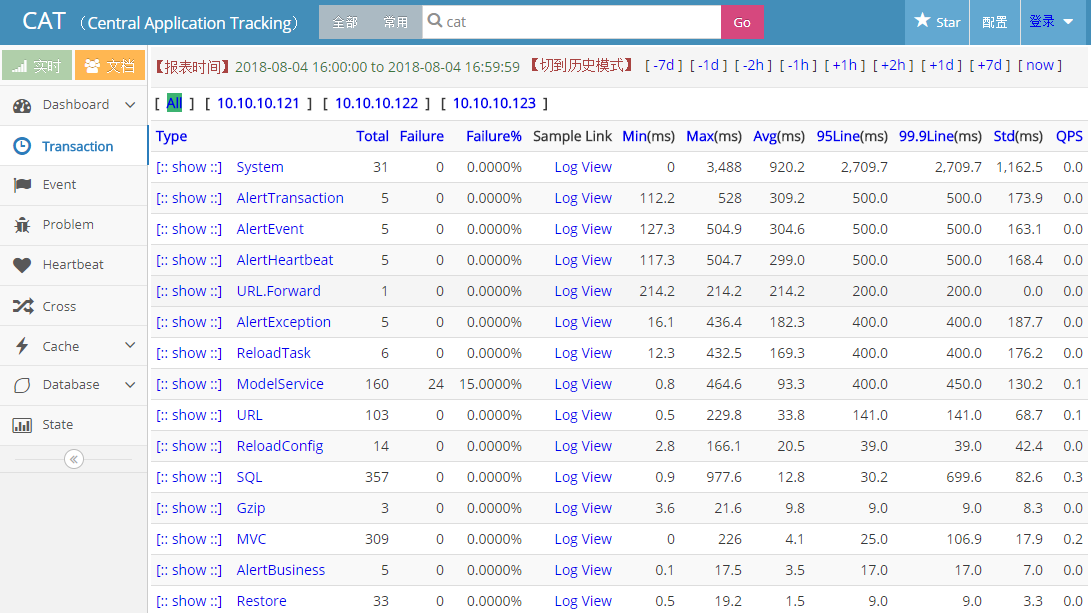 CAT （Central Application Tracking） 全部 常用 cat Go Star 配置 登录
实时 文档 【报表时间】2018-08-04 16:00:00 to 2018-08-04 16:59:59 【切到历史模式】 [ -7d ] [ -1d ] [ -2h ] [ -1h ] [ +1h ] [ +2h ] [ +1d ] [ +7d ] [ now ]
Dashboard
Transaction
Event
Problem
Heartbeat
Cross
Cache
Database
State
[ All ] [ 10.10.10.121 ] [ 10.10.10.122 ] [ 10.10.10.123 ]
Type Total Failure Failure% Sample Link Min(ms) Max(ms) Avg(ms) 95Line(ms) 99.9Line(ms) Std(ms) QPS
[:: show ::] System 31 0 0.0000% Log View 0 3,488 920.2 2,709.7 2,709.7 1,162.5 0.0
[:: show ::] AlertTransaction 5 0 0.0000% Log View 112.2 528 309.2 500.0 500.0 173.9 0.0
[:: show ::] AlertEvent 5 0 0.0000% Log View 127.3 504.9 304.6 500.0 500.0 163.1 0.0
[:: show ::] AlertHeartbeat 5 0 0.0000% Log View 117.3 504.7 299.0 500.0 500.0 168.4 0.0
[:: show ::] URL.Forward 1 0 0.0000% Log View 214.2 214.2 214.2 200.0 200.0 0.0 0.0
[:: show ::] AlertException 5 0 0.0000% Log View 16.1 436.4 182.3 400.0 400.0 187.7 0.0
[:: show ::] ReloadTask 6 0 0.0000% Log View 12.3 432.5 169.3 400.0 400.0 176.2 0.0
[:: show ::] ModelService 160 24 15.0000% Log View 0.8 464.6 93.3 400.0 450.0 130.2 0.1
[:: show ::] URL 103 0 0.0000% Log View 0.5 229.8 33.8 141.0 141.0 68.7 0.1
[:: show ::] ReloadConfig 14 0 0.0000% Log View 2.8 166.1 20.5 39.0 39.0 42.4 0.0
[:: show ::] SQL 357 0 0.0000% Log View 0.9 977.6 12.8 30.2 699.6 82.6 0.3
[:: show ::] Gzip 3 0 0.0000% Log View 3.6 21.6 9.8 9.0 9.0 8.3 0.0
[:: show ::] MVC 309 0 0.0000% Log View 0 226 4.1 25.0 106.9 17.9 0.2
[:: show ::] AlertBusiness 5 0 0.0000% Log View 0.1 17.5 3.5 17.0 17.0 7.0 0.0
[:: show ::] Restore 33 0 0.0000% Log View 0.5 19.2 1.5 9.0 9.0 3.3 0.0